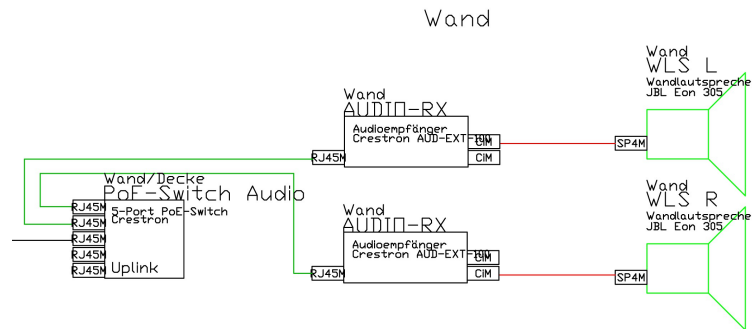 Wand
Wand
WLS L
Wandlautspreche
JBL Eon 305
SP4M
Wand
AUDIO-RX
Audioempfänger
Crestron AUD-EXT-100
CIM
CIM
RJ45M
Wand/Decke
PoE-Switch Audio
5-Port PoE-Switch
Crestron
RJ45M
RJ45M
RJ45M
RJ45M
RJ45M
Uplink
Wand
AUDIO-RX
Audioempfänger
Crestron AUD-EXT-100
CIM
CIM
RJ45M
Wand
WLS R
Wandlautspreche
JBL Eon 305
SP4M